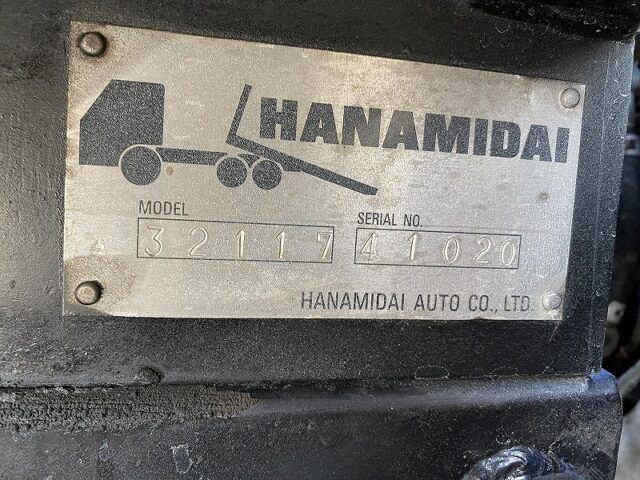 HANAMIDAI
MODEL
SERIAL NO.
32117
41020
HANAMIDAI AUTO CO., LTD.